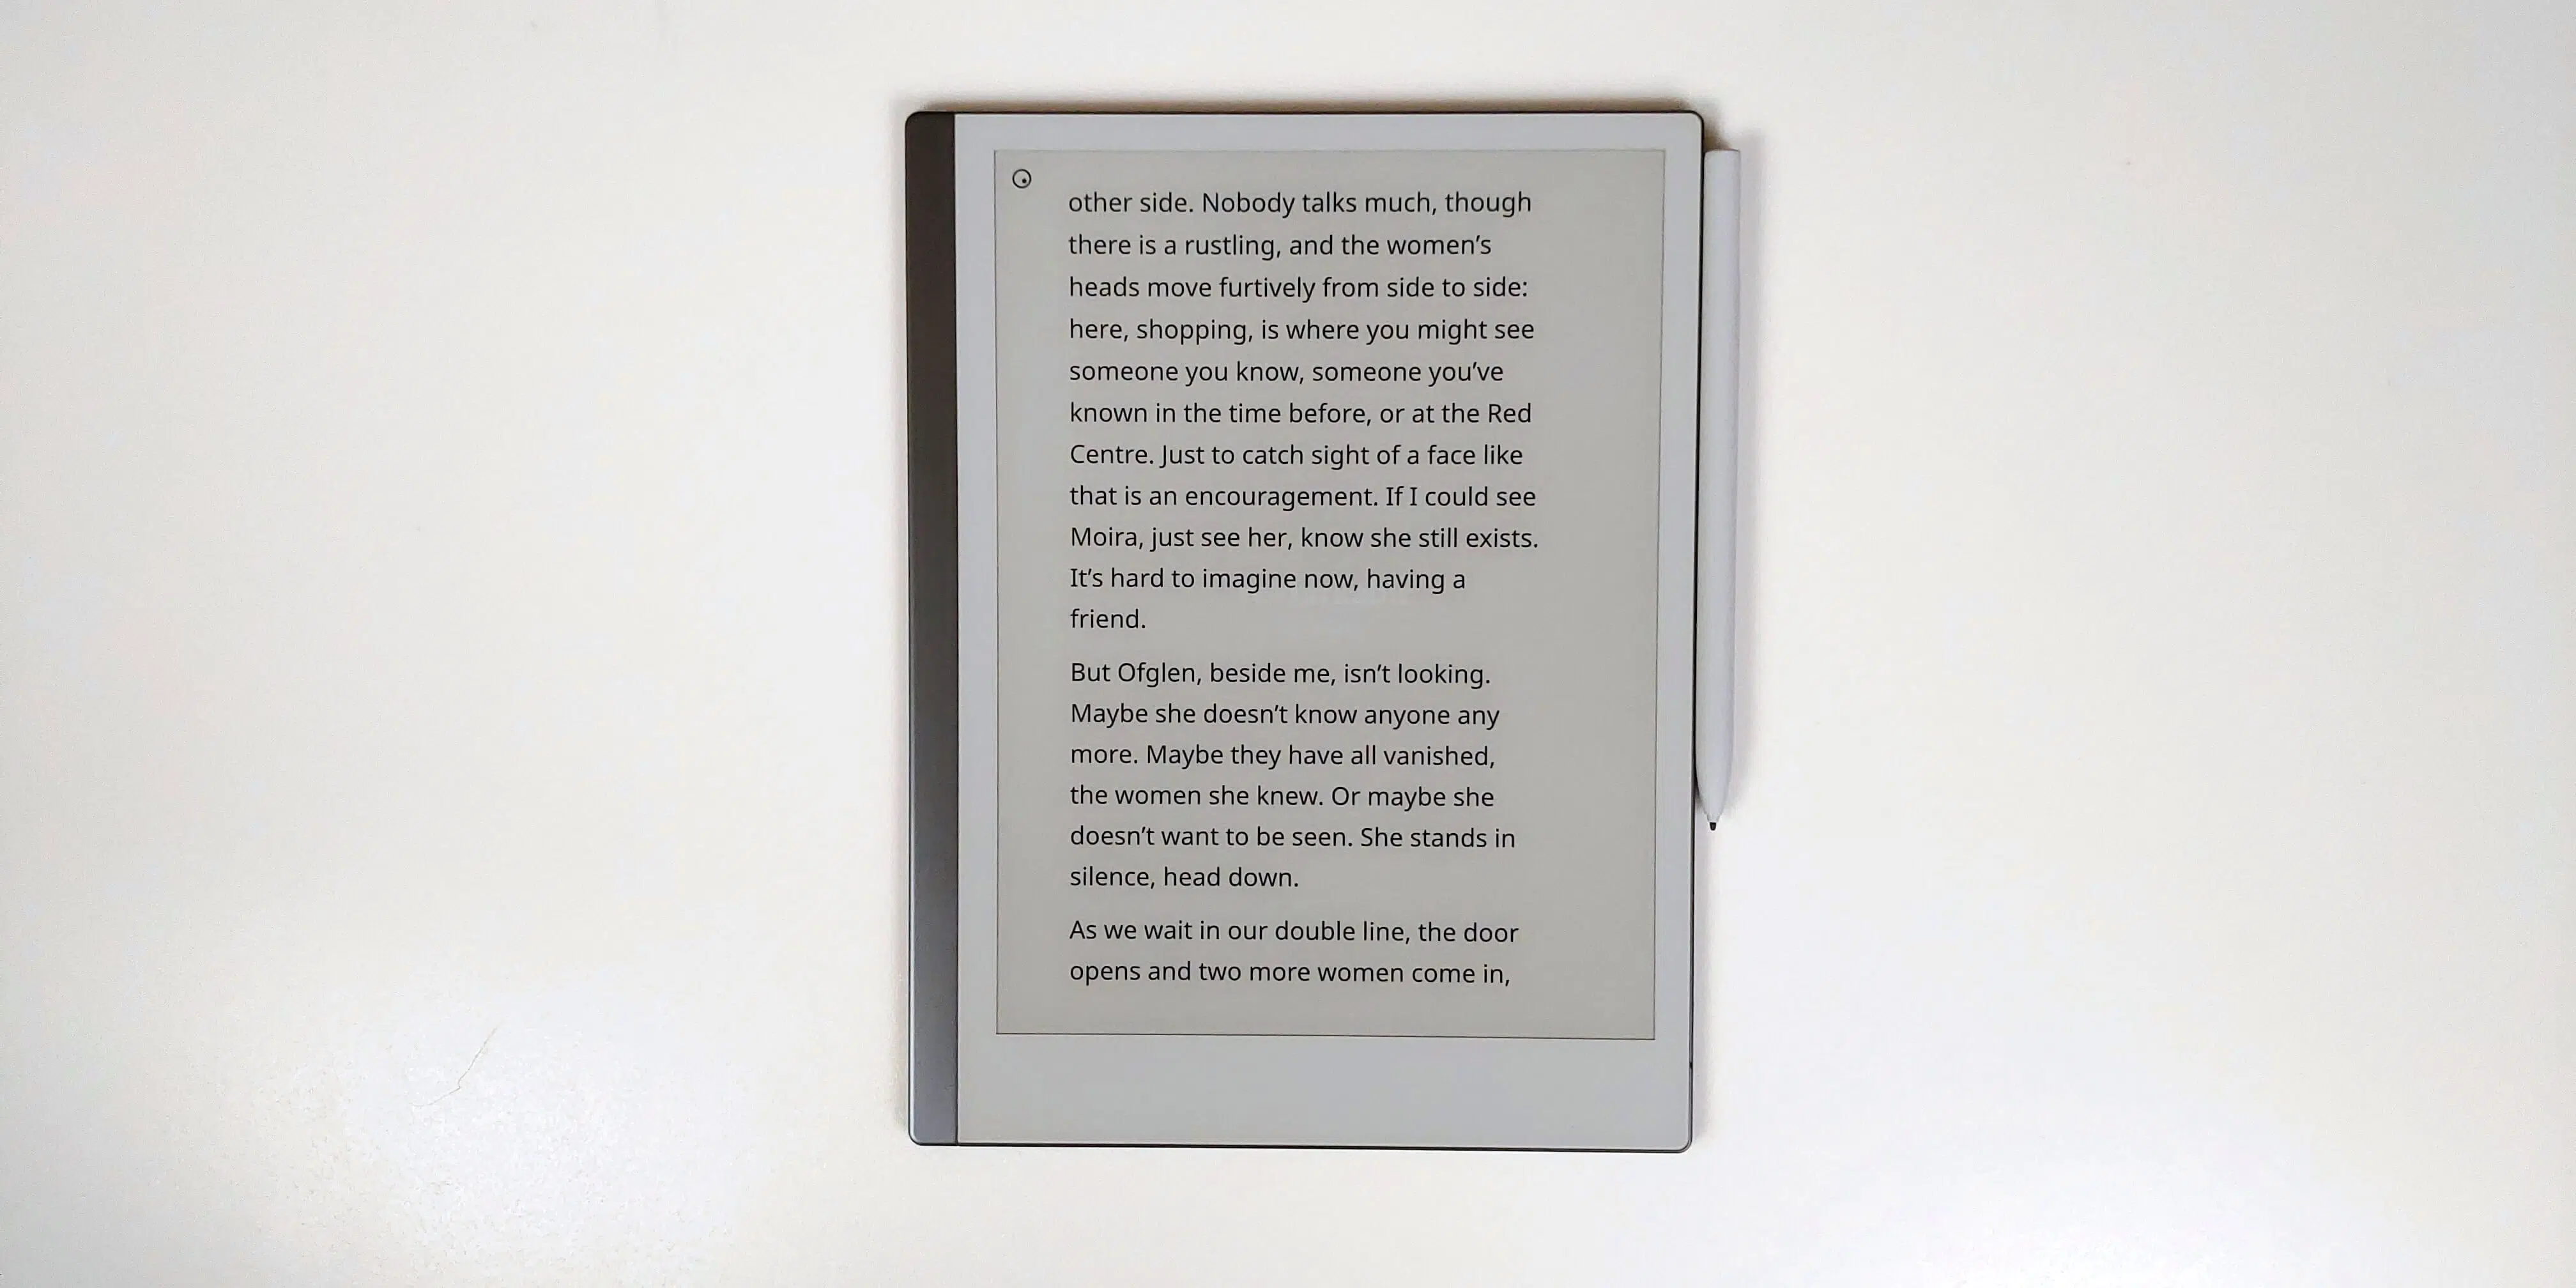 other side. Nobody talks much, though
there is a rustling, and the women’s
heads move furtively from side to side:
here, shopping, is where you might see
someone you know, someone you’ve
known in the time before, or at the Red
Centre. Just to catch sight of a face like
that is an encouragement. If I could see
Moira, just see her, know she still exists.
It’s hard to imagine now, having a
friend.
But Ofglen, beside me, isn’t looking.
Maybe she doesn’t know anyone any
more. Maybe they have all vanished,
the women she knew. Or maybe she
doesn’t want to be seen. She stands in
silence, head down.
As we wait in our double line, the door
opens and two more women come in,